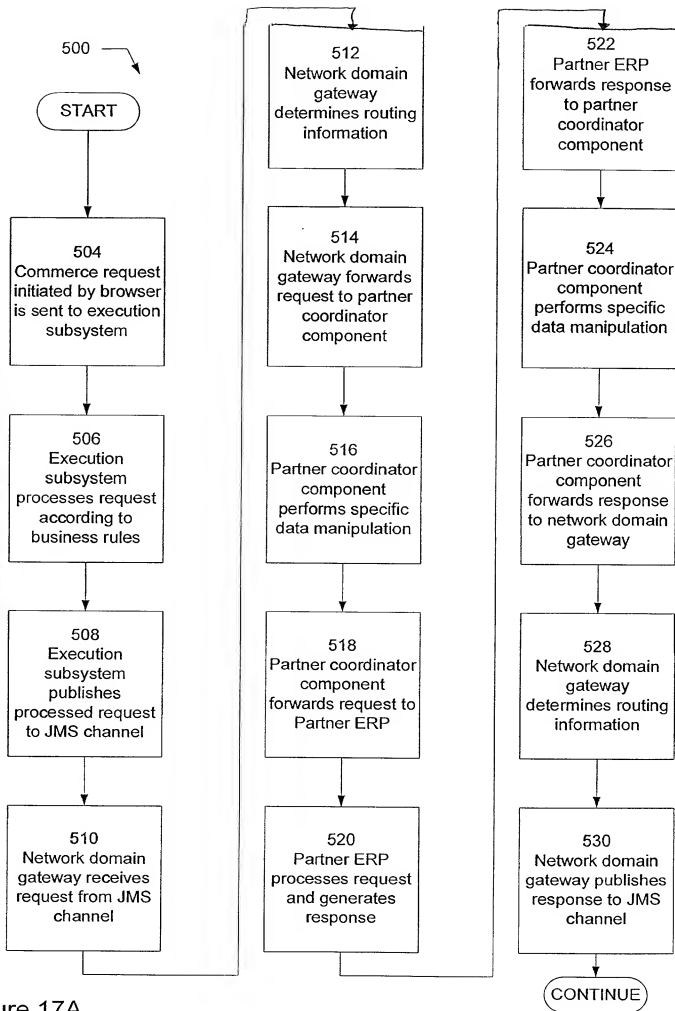 500
START
504
Commerce request
initiated by browser
is sent to execution
subsystem
506
Execution
subsystem
processes request
according to
business rules
508
Execution
subsystem
publishes
processed request
to JMS channel
510
Network domain
gateway receives
request from JMS
channel
512
Network domain
gateway
determines routing
information
514
Network domain
gateway forwards
request to partner
coordinator
component
516
Partner coordinator
component
performs specific
data manipulation
518
Partner coordinator
component
forwards request to
Partner ERP
520
Partner ERP
processes request
and generates
response
522
Partner ERP
forwards response
to partner
coordinator
component
524
Partner coordinator
component
performs specific
data manipulation
526
Partner coordinator
component
forwards response
to network domain
gateway
528
Network domain
gateway
determines routing
information
530
Network domain
gateway publishes
response to JMS
channel
CONTINUE
ure 17A